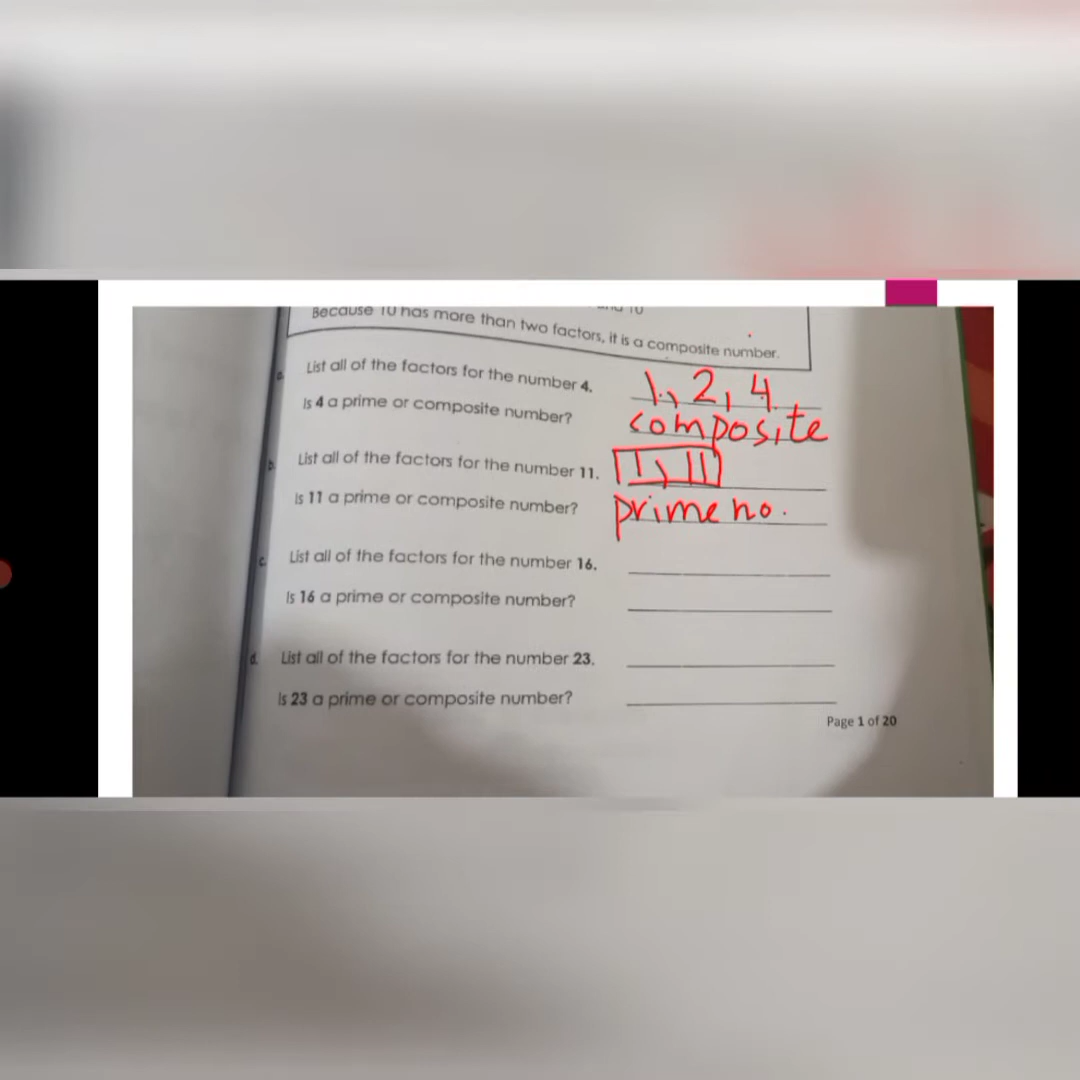 Because 10 has more than two factors, it is a composite number.
a. List all of the factors for the number 4. 1, 2, 4
Is 4 a prime or composite number? composite
b. List all of the factors for the number 11. 1, 11
Is 11 a prime or composite number? prime no.
c. List all of the factors for the number 16.
Is 16 a prime or composite number?
d. List all of the factors for the number 23.
Is 23 a prime or composite number?
Page 1 of 20